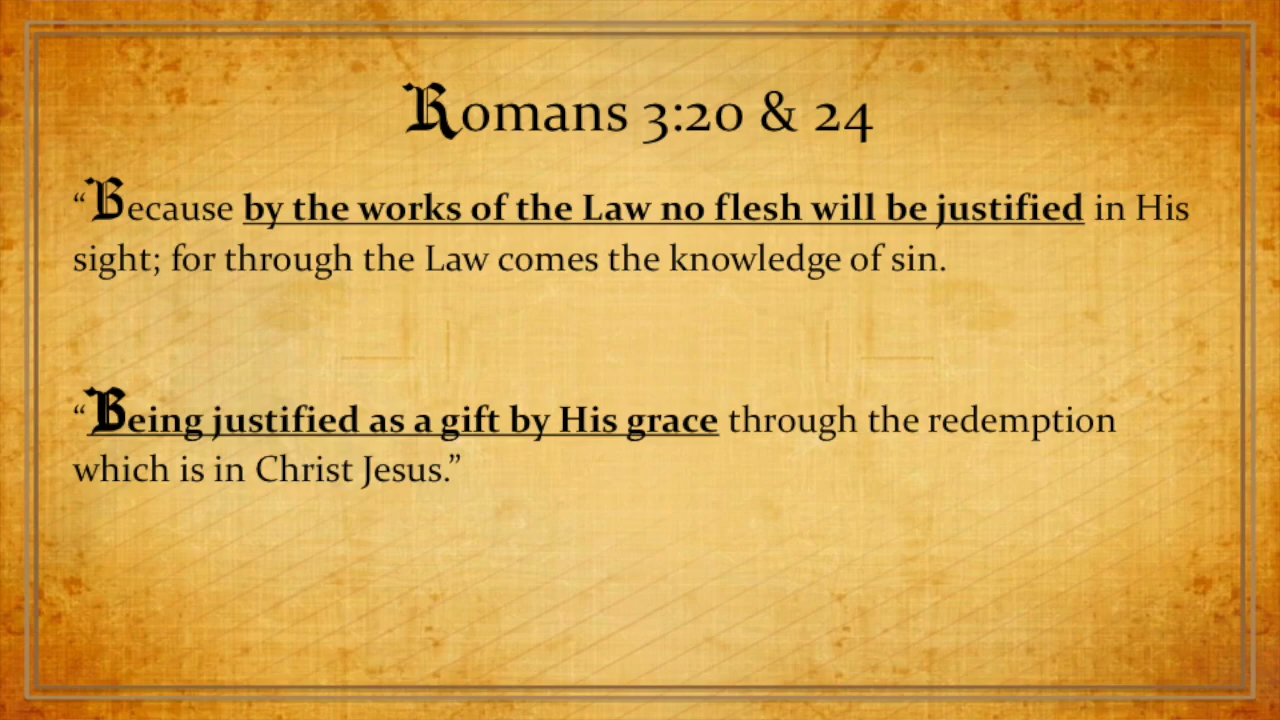 Romans 3:20 & 24
“Because by the works of the Law no flesh will be justified in His
sight; for through the Law comes the knowledge of sin.
“Being justified as a gift by His grace through the redemption
which is in Christ Jesus.”